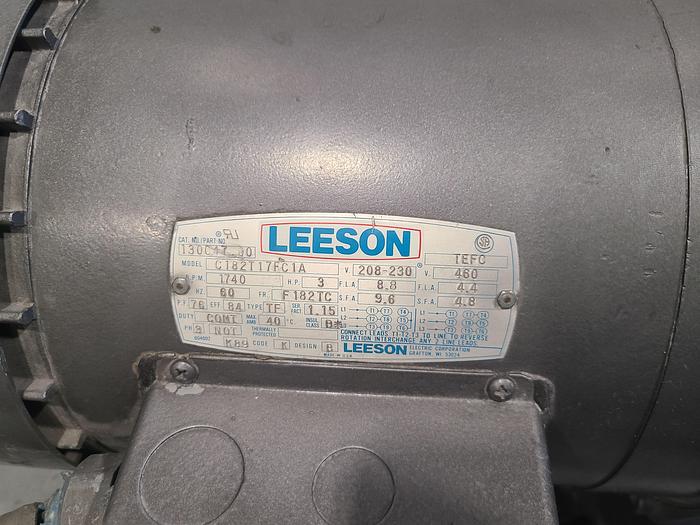 CAT. NO./PART NO.
LEESON
TEFC
MODEL C182T17FC1A V. 208-230 V. 460
R.P.M. 1740 H.P. 3 F.L.A. 8.8 F.L.A. 4.4
HZ. 60 FR. F182TC S.F.A. 9.6 S.F.A. 4.8
PF 76 EFF 84 TYPE TF SER. FACT 1.15
DUTY CONT MAX. AMB 40 °C. INSUL CLASS
PH 3 NOT THERMALLY PROTECTED
CONNECT LEADS T1-T2-T3 TO LINE TO REVERSE
ROTATION INTERCHANGE ANY 2 LINE LEADS.
K89 CODE K DESIGN B LEESON ELECTRIC CORPORATION
GRAFTON, WI. 53024
MADE IN U.S.A.